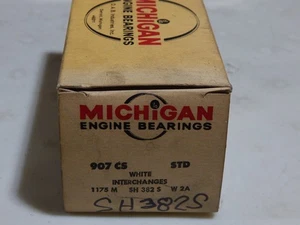 MICHIGAN
ENGINE BEARINGS
MICHIGAN
ENGINE BEARINGS
907 CS STD
WHITE
INTERCHANGES
1175 M SH 382 S W 2A
SH382S